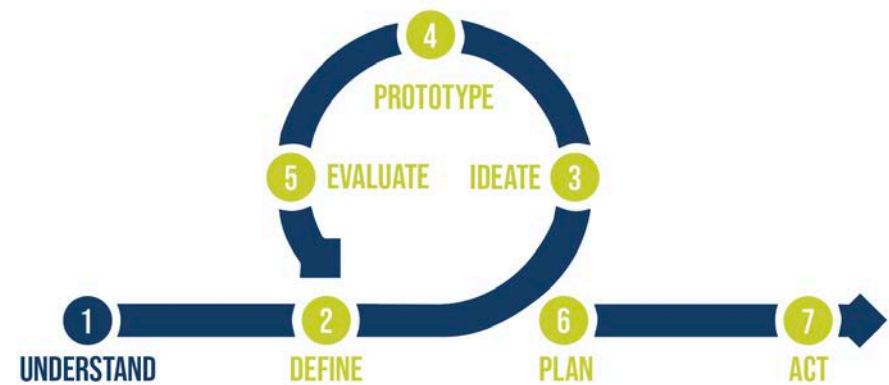 4
PROTOTYPE
5 EVALUATE IDEATE 3
1 2 6 7
UNDERSTAND DEFINE PLAN ACT